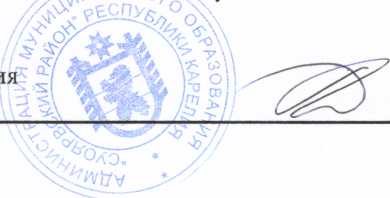 ия
АДМИНИСТРАЦИЯ МУНИЦИПАЛЬНОГО ОБРАЗОВАНИЯ
"СУОЯРВСКИЙ РАЙОН" РЕСПУБЛИКИ КАРЕЛИЯ